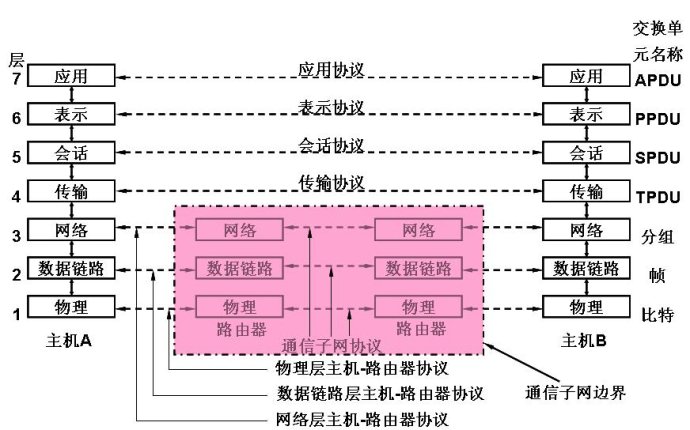 交换单
层 元名称
7 应用 应用协议 应用 APDU
6 表示 表示协议 表示 PPDU
5 会话 会话协议 会话 SPDU
4 传输 传输协议 传输 TPDU
3 网络 网络 网络 网络 分组
2 数据链路 数据链路 数据链路 数据链路 帧
1 物理 物理 物理 物理 比特
主机A 路由器 路由器 主机B
通信子网协议
物理层主机-路由器协议
数据链路层主机-路由器协议 通信子网边界
网络层主机-路由器协议